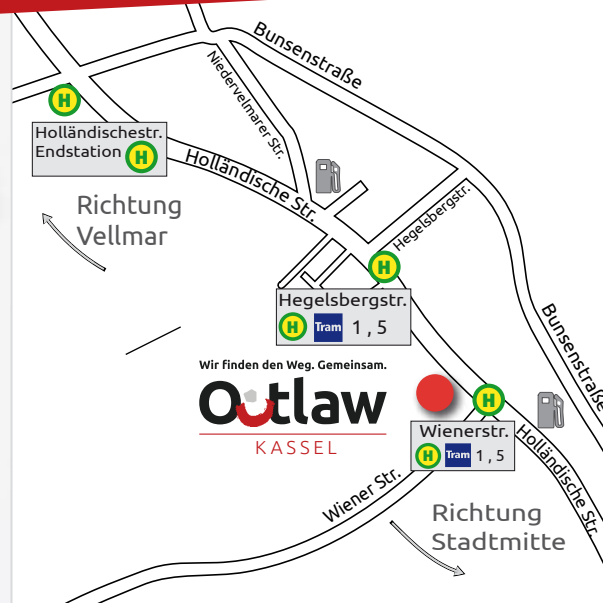 Bunsenstraße
Niedervelmarer Str.
H
Holländischestr.
Endstation H
Holländische Str.
Richtung
Vellmar
Hegelsbergstr.
H
Hegelsbergstr.
H Tram 1 , 5
Bunsenstraße
Wir finden den Weg. Gemeinsam.
Outlaw
KASSEL
H
Wienerstr.
H Tram 1 , 5
Holländische Str.
Wiener Str.
Richtung
Stadtmitte